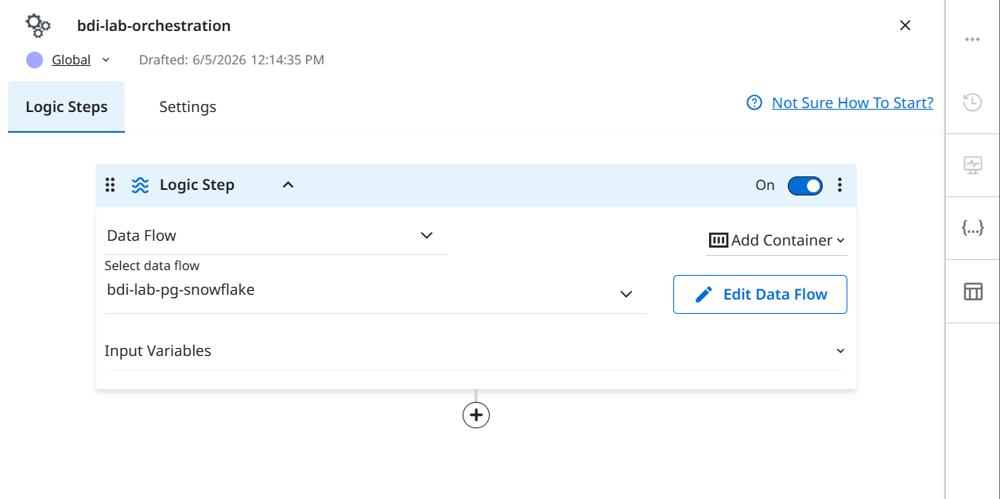 bdi-lab-orchestration
Global
Drafted: 6/5/2026 12:14:35 PM
Logic Steps
Settings
Not Sure How To Start?
Logic Step
On
Data Flow
Add Container
Select data flow
bdi-lab-pg-snowflake
Edit Data Flow
Input Variables
{...}